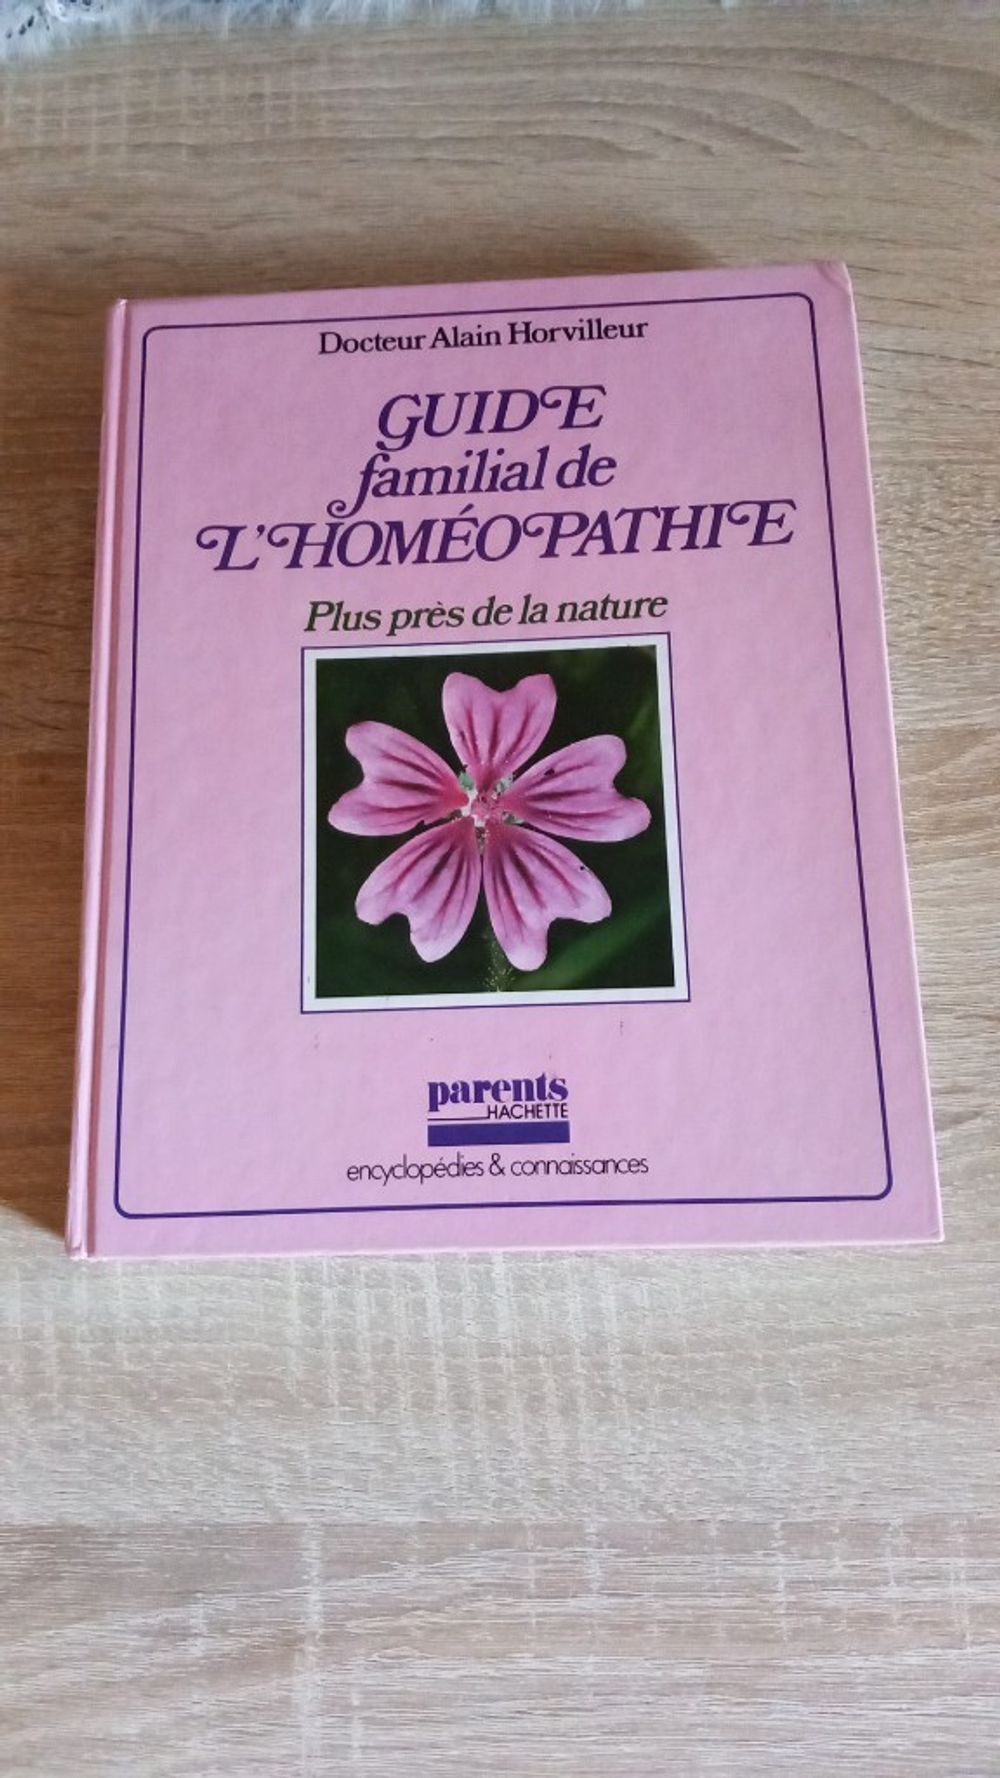 Docteur Alain Horvilleur
GUIDE
familial de
L'HOMÉOPATHIE
Plus près de la nature
parents
HACHETTE
encyclopédies & connaissances